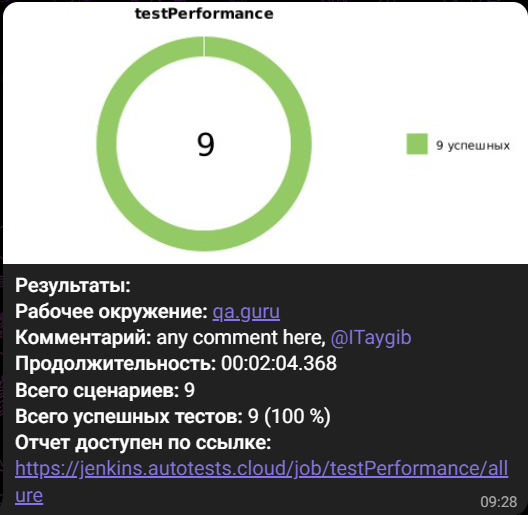 testPerformance
9
9 успешных
Результаты:
Рабочее окружение: qa.guru
Комментарий: any comment here, @ITaygib
Продолжительность: 00:02:04.368
Всего сценариев: 9
Всего успешных тестов: 9 (100 %)
Отчет доступен по ссылке:
https://jenkins.autotests.cloud/job/testPerformance/all
ure
09:28